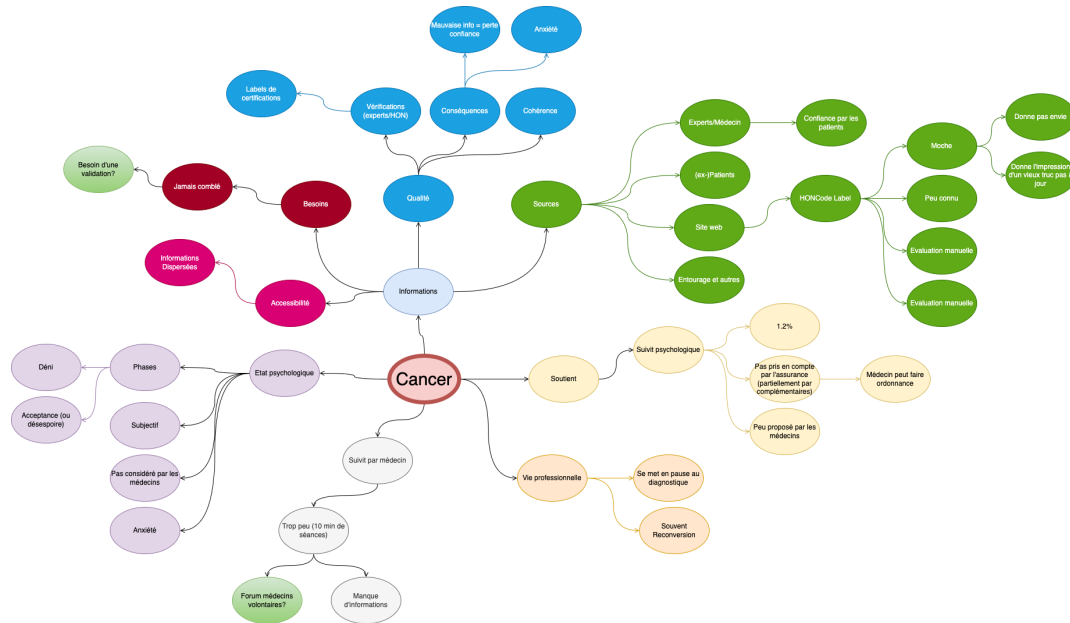 Mauvaise info = perte
confiance
Anxiété
Labels de
certifications
Vérifications
(experts/HON)
Conséquences
Cohérence
Experts/Médecin
Confiance par les
patients
Moche
Donne pas envie
Donne l'impression
d'un vieux truc pas à
jour
Besoin d'une
validation?
Jamais comblé
Besoins
Qualité
Sources
(ex-)Patients
Site web
HONCode Label
Peu connu
Evaluation manuelle
Informations
Dispersées
Accessibilité
Informations
Entourage et autres
Evaluation manuelle
Déni
Phases
Etat psychologique
Cancer
Soutient
Suivit psychologique
1.2%
Pas pris en compte
par l'assurance
(partiellement par
complémentaires)
Médecin peut faire
ordonnance
Peu proposé par les
médecins
Acceptance (ou
désespoire)
Subjectif
Pas considéré par les
médecins
Anxiété
Suivit par médecin
Vie professionnelle
Se met en pause au
diagnostique
Souvent
Reconversion
Trop peu (10 min de
séances)
Forum médecins
volontaires?
Manque
d'informations